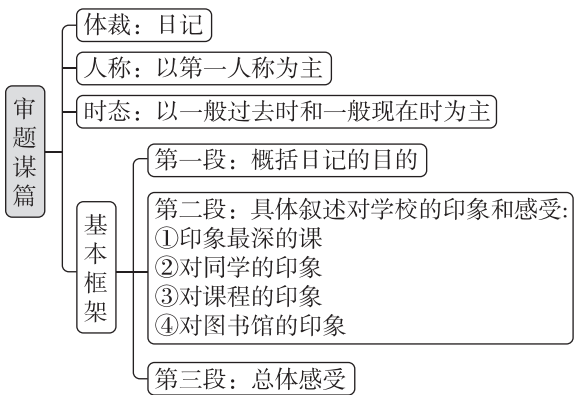 审题谋篇
体裁：日记
人称：以第一人称为主
时态：以一般过去时和一般现在时为主
基本框架
第一段：概括日记的目的
第二段：具体叙述对学校的印象和感受:
①印象最深的课
②对同学的印象
③对课程的印象
④对图书馆的印象
第三段：总体感受